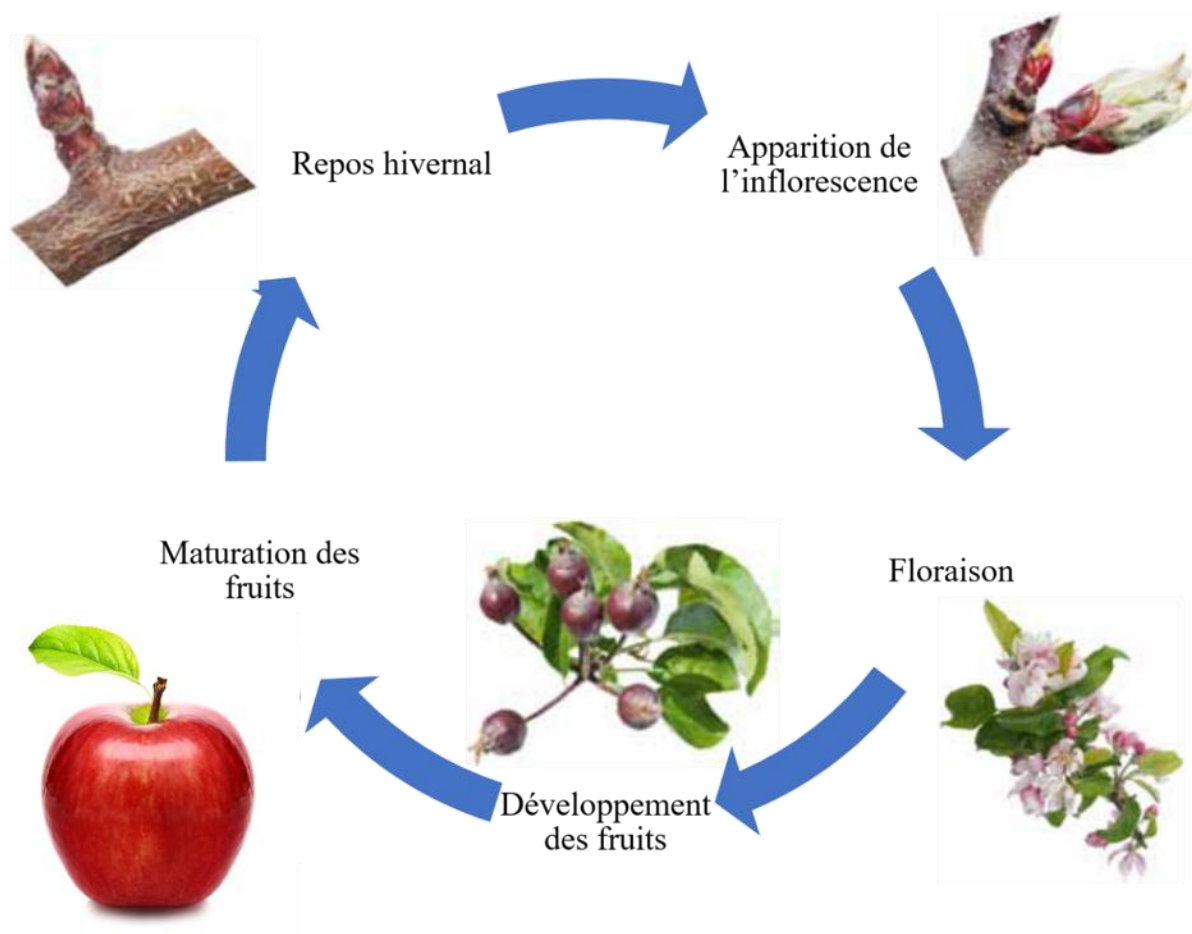 Repos hivernal
Apparition de
l’inflorescence
Floraison
Développement
des fruits
Maturation des
fruits